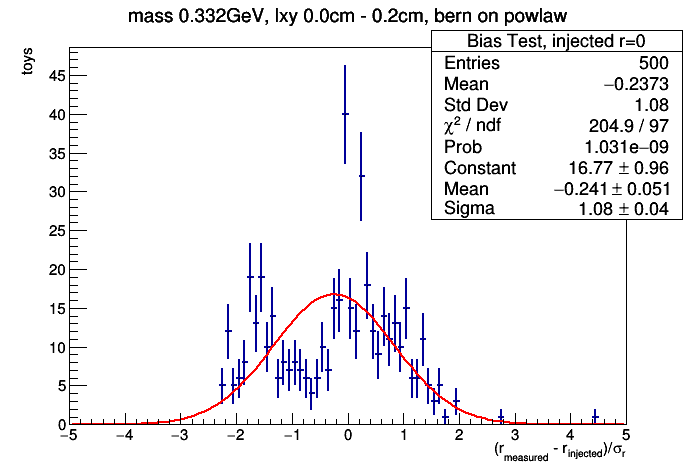 mass 0.332GeV, lxy 0.0cm - 0.2cm, bern on powlaw
Bias Test, injected r=0
Entries 500
Mean −0.2373
Std Dev 1.08
χ² / ndf 204.9 / 97
Prob 1.031e−09
Constant 16.77 ± 0.96
Mean −0.241 ± 0.051
Sigma 1.08 ± 0.04
toys
45
40
35
30
25
20
15
10
5
0
−5 −4 −3 −2 −1 0 1 2 3 4 5
(r_measured - r_injected)/σ_r